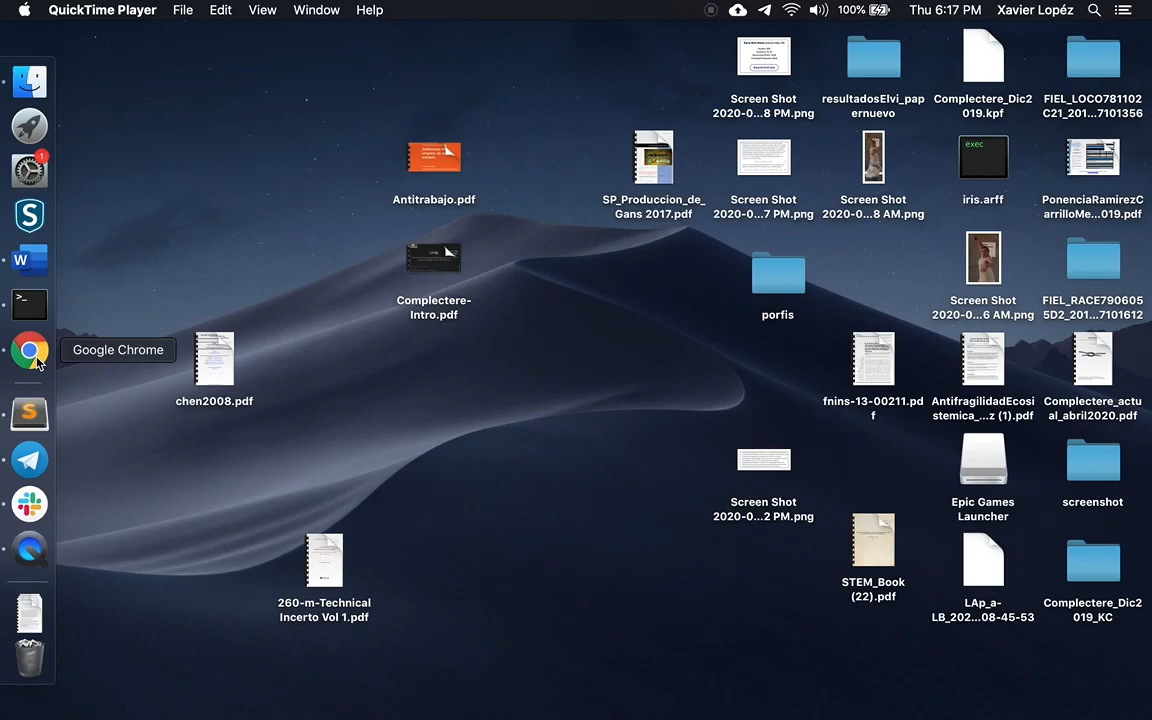 QuickTime Player File Edit View Window Help 100% Thu 6:17 PM Xavier Lopéz
Screen Shot
2020-0...8 PM.png
resultadosElvi_pap
ernuevo
Complectere_Dic2
019.kpf
FIEL_LOCO781102
C21_201...7101356
Antitrabajo.pdf
SP_Produccion_de_
Gans 2017.pdf
Screen Shot
2020-0...7 PM.png
Screen Shot
2020-0...8 AM.png
exec
iris.arff
PonenciaRamirezC
arrilloMe...019.pdf
Complectere-
Intro.pdf
porfis
Screen Shot
2020-0...6 AM.png
FIEL_RACE790605
5D2_201...7101612
Google Chrome
chen2008.pdf
fnins-13-00211.pd
f
AntifragilidadEcosi
stemica_...z (1).pdf
Complectere_actu
al_abril2020.pdf
Screen Shot
2020-0...2 PM.png
Epic Games
Launcher
screenshot
260-m-Technical
Incerto Vol 1.pdf
STEM_Book
(22).pdf
LAp_a-
LB_202...08-45-53
Complectere_Dic2
019_KC
1
S
W
>_
S